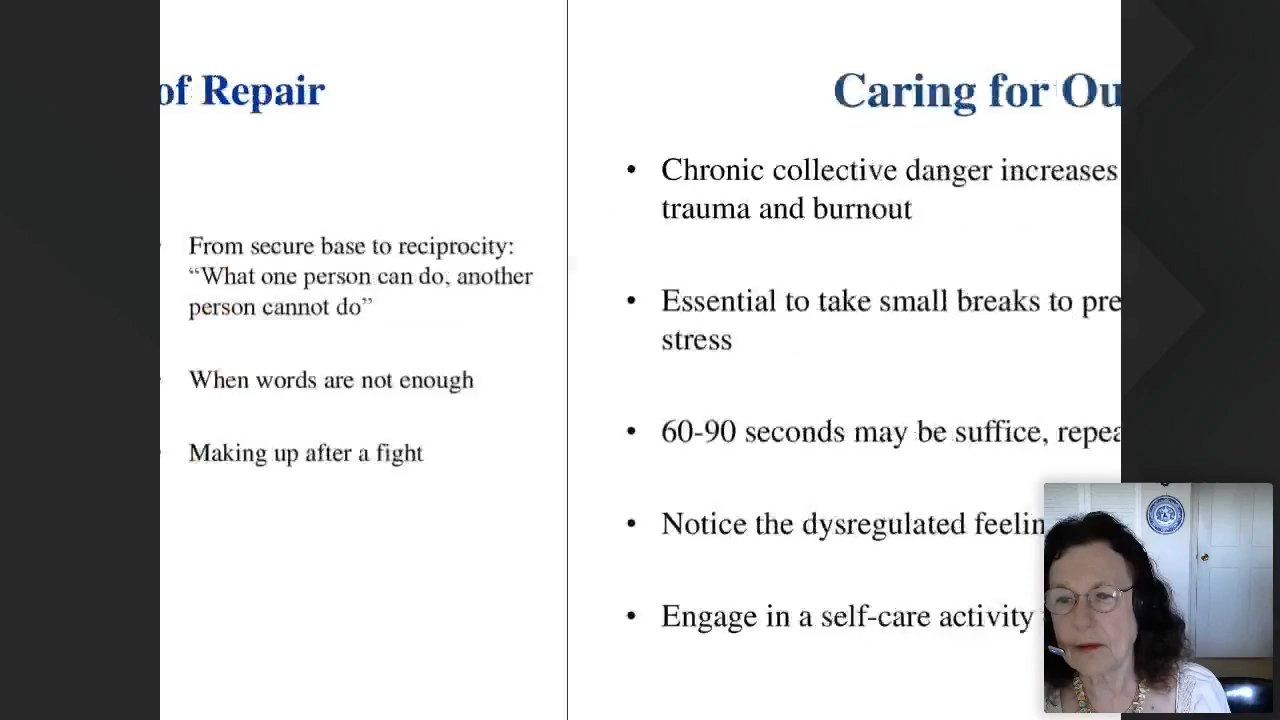 of Repair
From secure base to reciprocity:
“What one person can do, another
person cannot do”
When words are not enough
Making up after a fight
Caring for Ou
• Chronic collective danger increases
trauma and burnout
• Essential to take small breaks to pre
stress
• 60-90 seconds may be suffice, repea
• Notice the dysregulated feelin
• Engage in a self-care activity